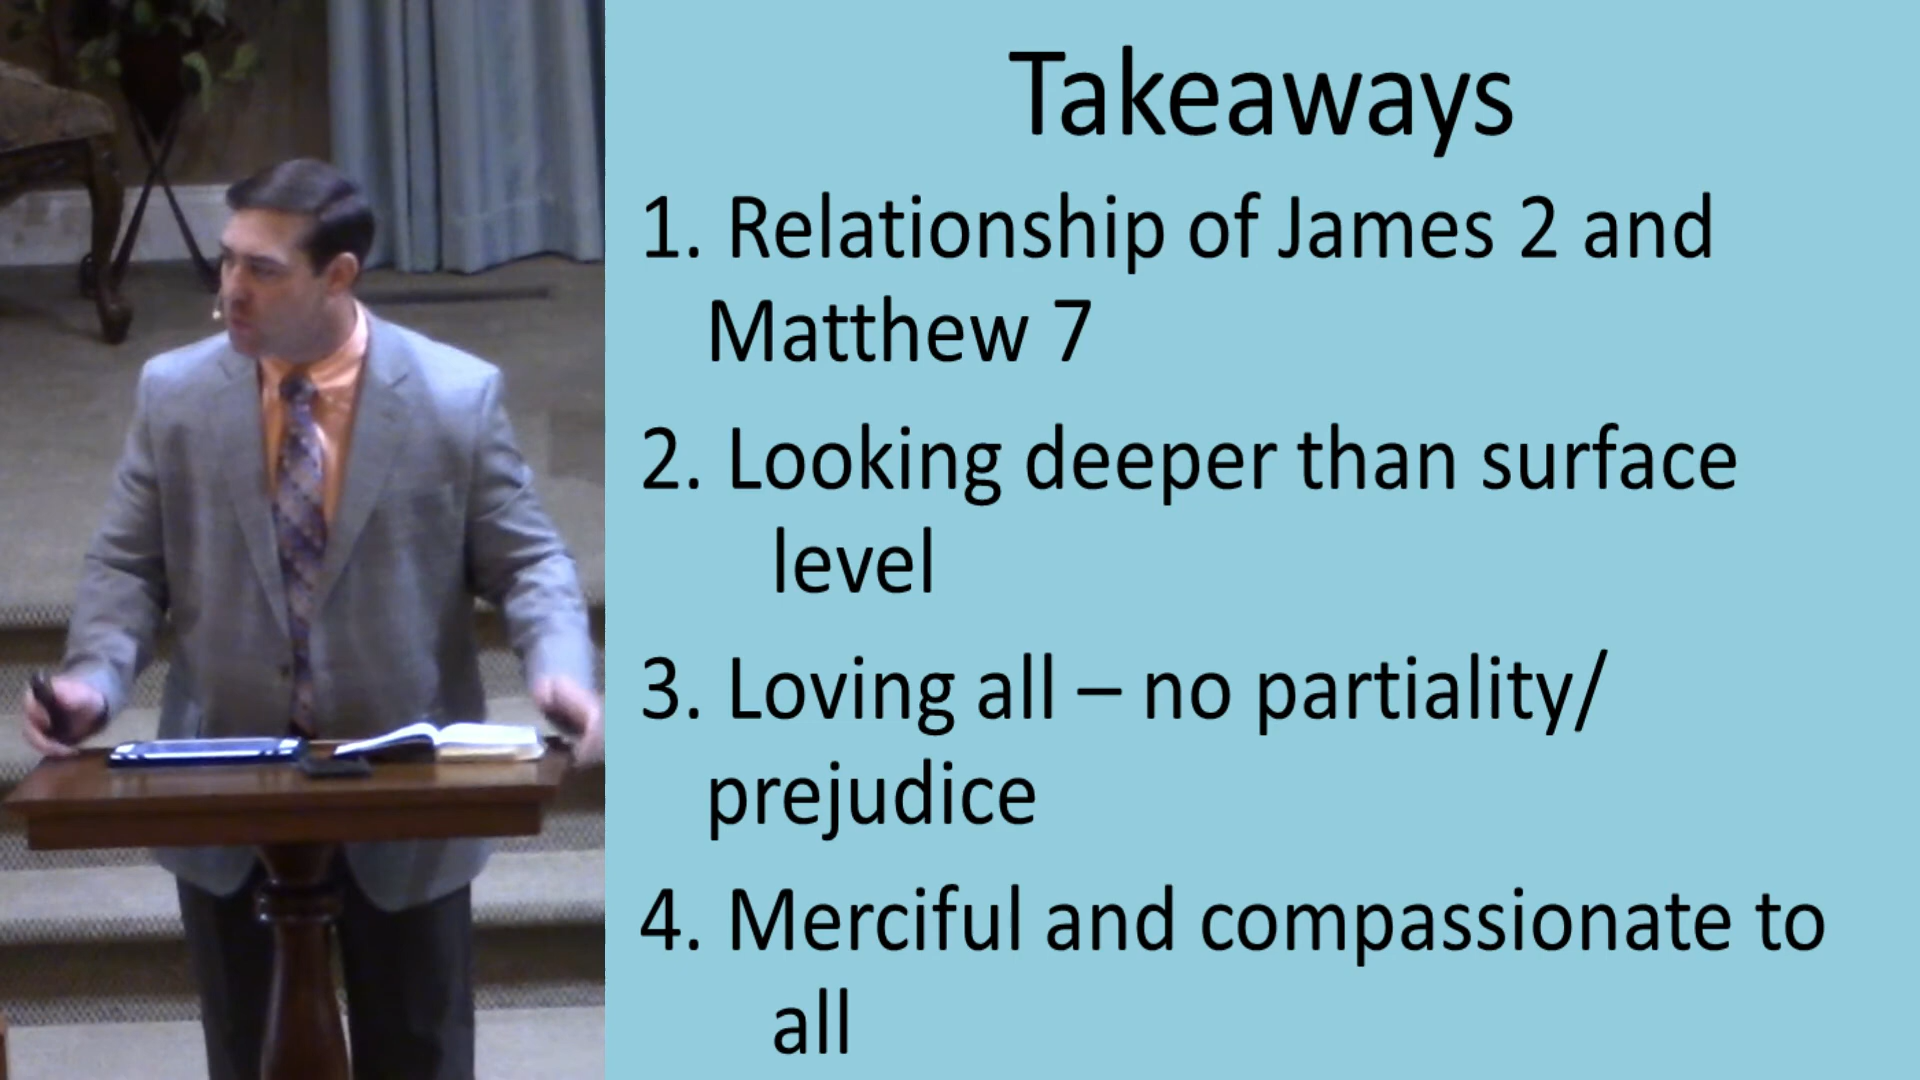 Takeaways
1. Relationship of James 2 and
Matthew 7
2. Looking deeper than surface
level
3. Loving all – no partiality/
prejudice
4. Merciful and compassionate to
all